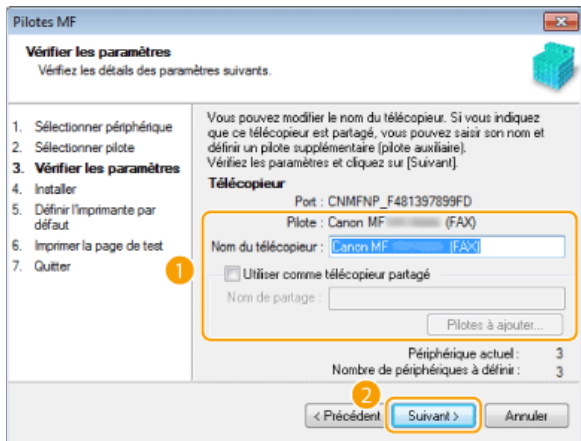 Pilotes MF
Vérifier les paramètres
Vérifiez les détails des paramètres suivants.
1. Sélectionner périphérique
2. Sélectionner pilote
3. Vérifier les paramètres
4. Installer
5. Définir l'imprimante par
défaut
6. Imprimer la page de test
7. Quitter
Vous pouvez modifier le nom du télécopieur. Si vous indiquez
que ce télécopieur est partagé, vous pouvez saisir son nom et
définir un pilote supplémentaire (pilote auxiliaire).
Vérifiez les paramètres et cliquez sur [Suivant].
Télécopieur
Port : CNMFNP_F481397899FD
Pilote : Canon MF (FAX)
Nom du télécopieur : Canon MF (FAX)
1
Utiliser comme télécopieur partagé
Nom de partage :
Pilotes à ajouter...
Périphérique actuel : 3
Nombre de périphériques à définir : 3
2
< Précédent Suivant > Annuler